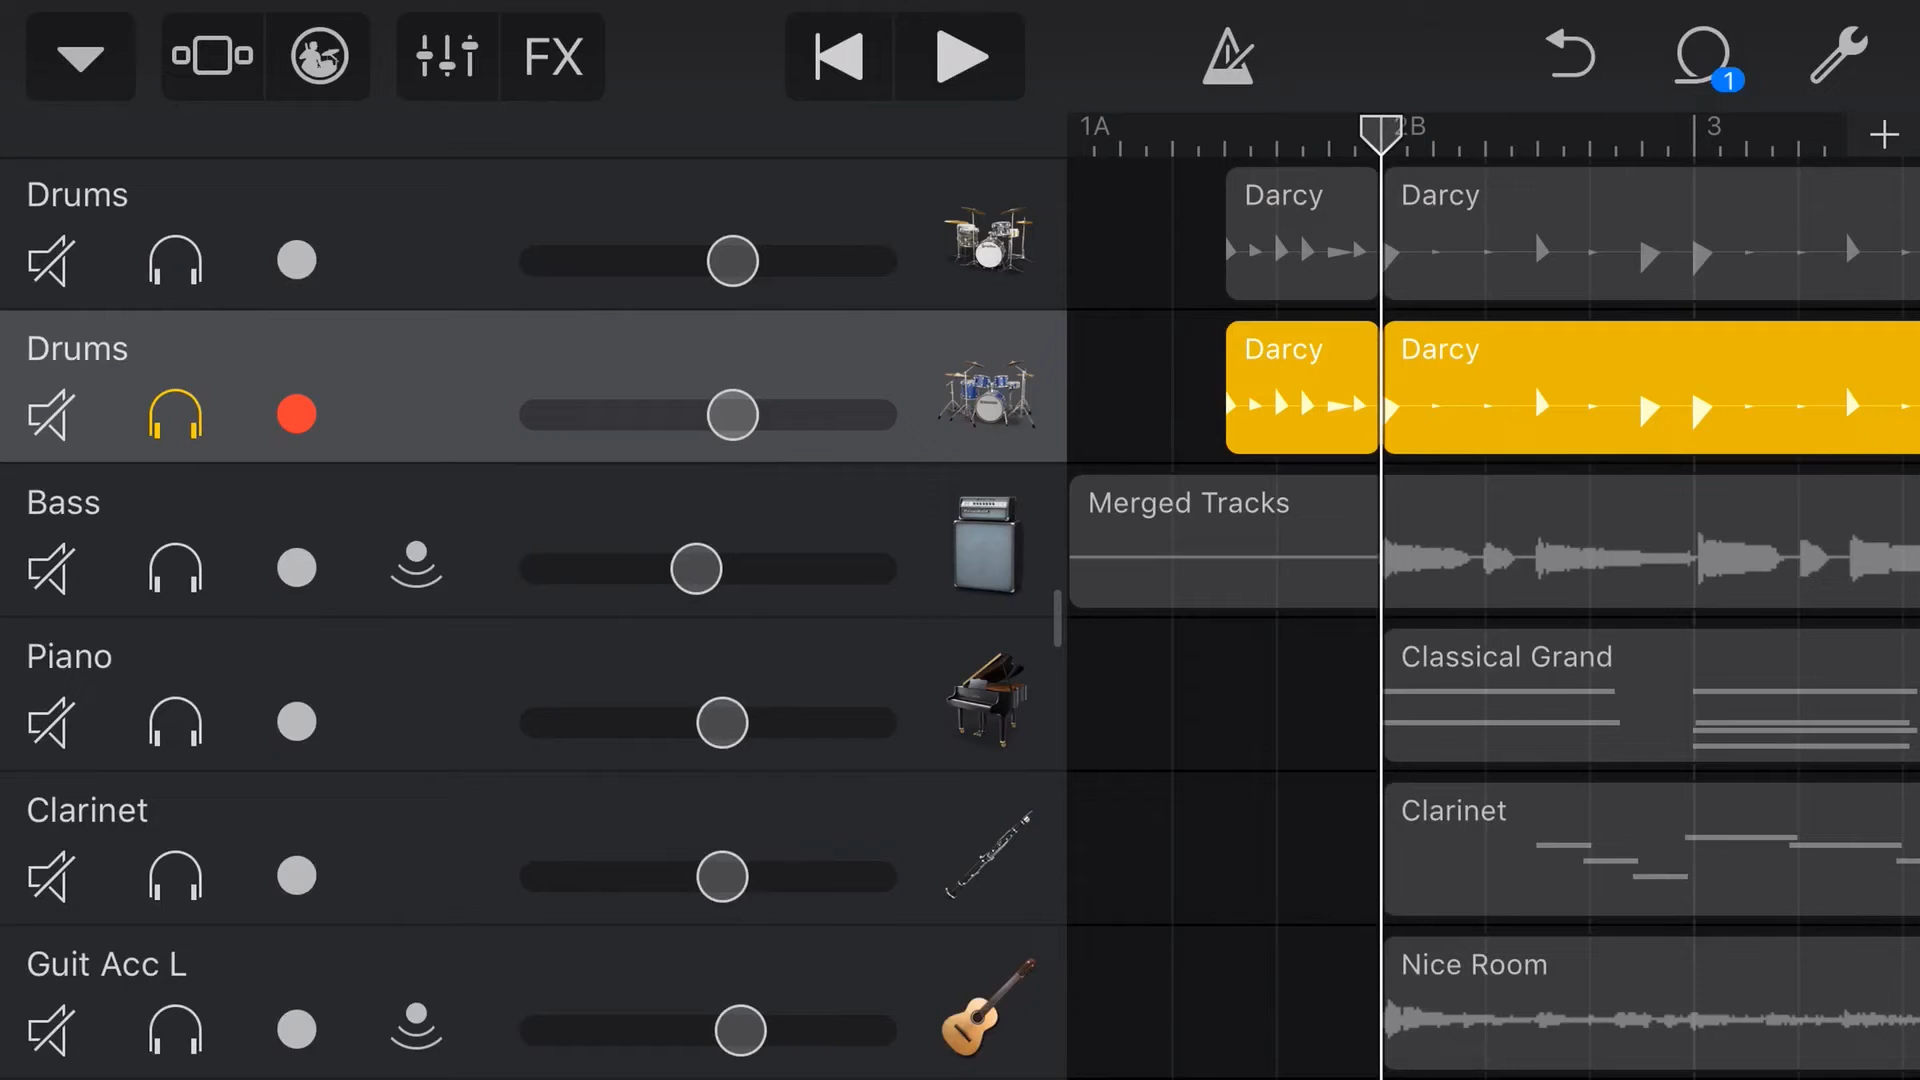 FX
1
1A
2B
3
Drums
Darcy
Darcy
Drums
Darcy
Darcy
Bass
Merged Tracks
Piano
Classical Grand
Clarinet
Clarinet
Guit Acc L
Nice Room